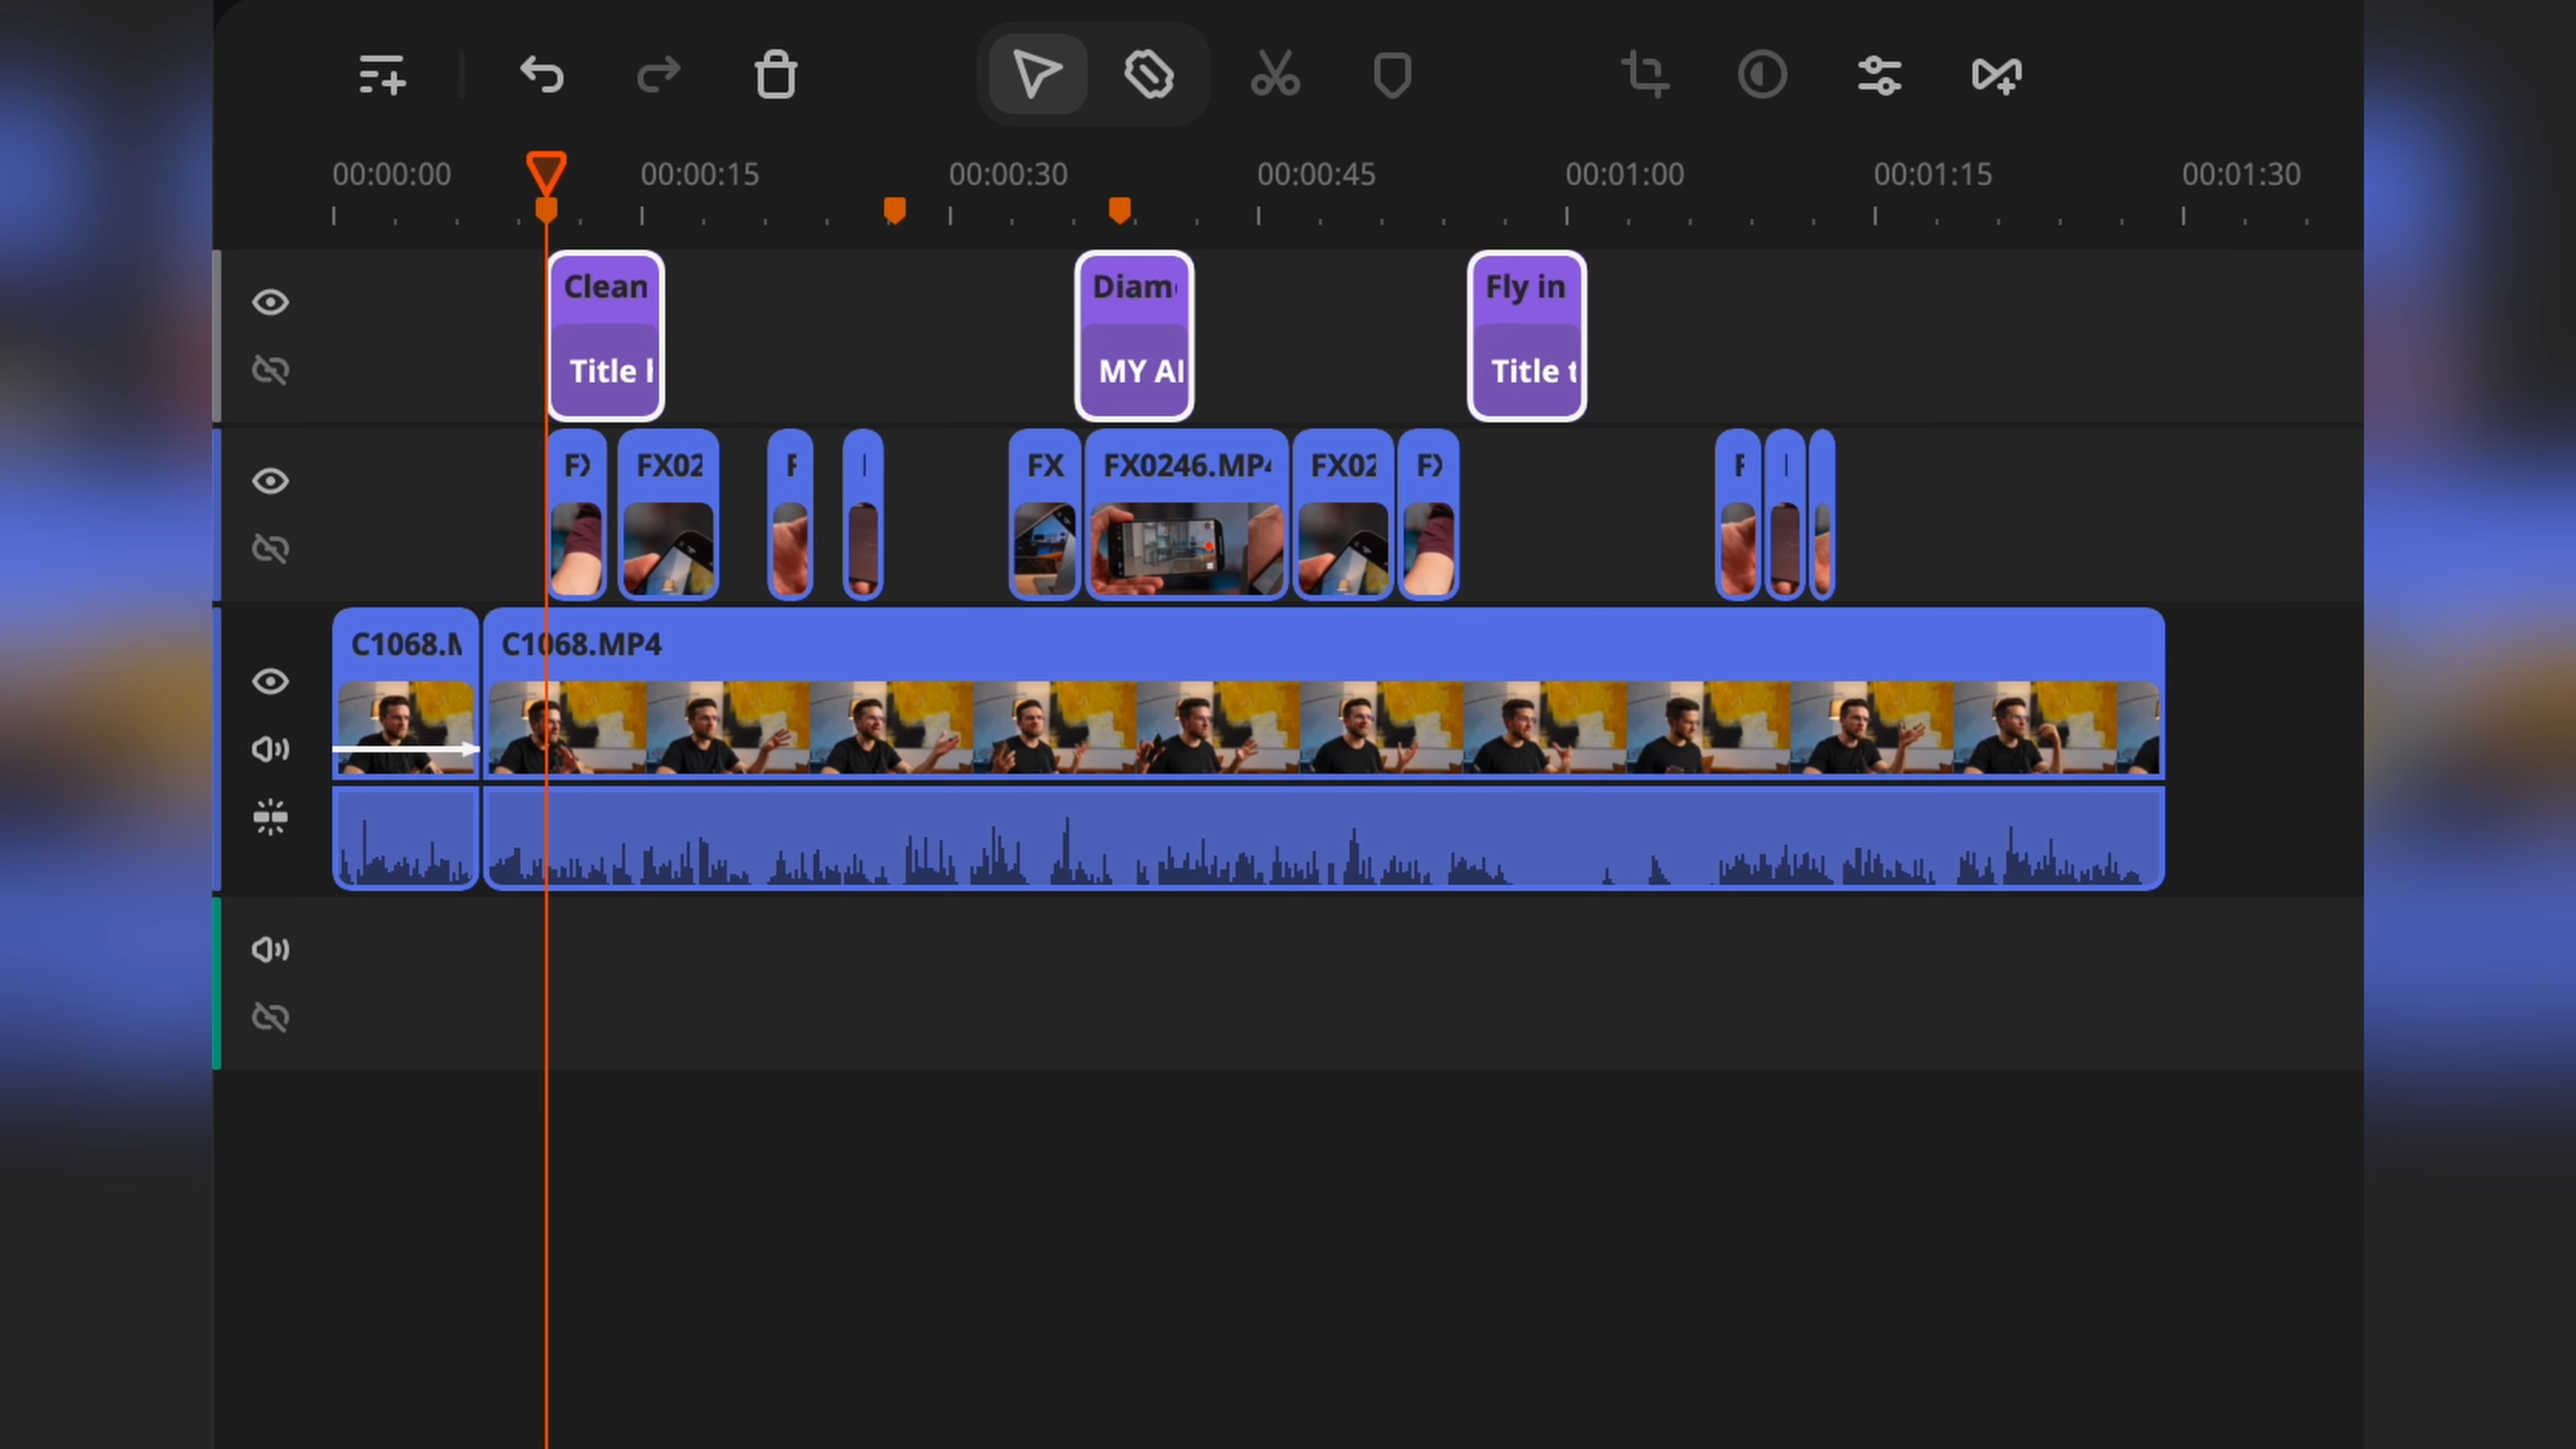 00:00:00 00:00:15 00:00:30 00:00:45 00:01:00 00:01:15 00:01:30
Clean Diam Fly in
Title MY Title
FX FX02 F FX FX0246.MP4 FX02 FX F
C1068.M C1068.MP4